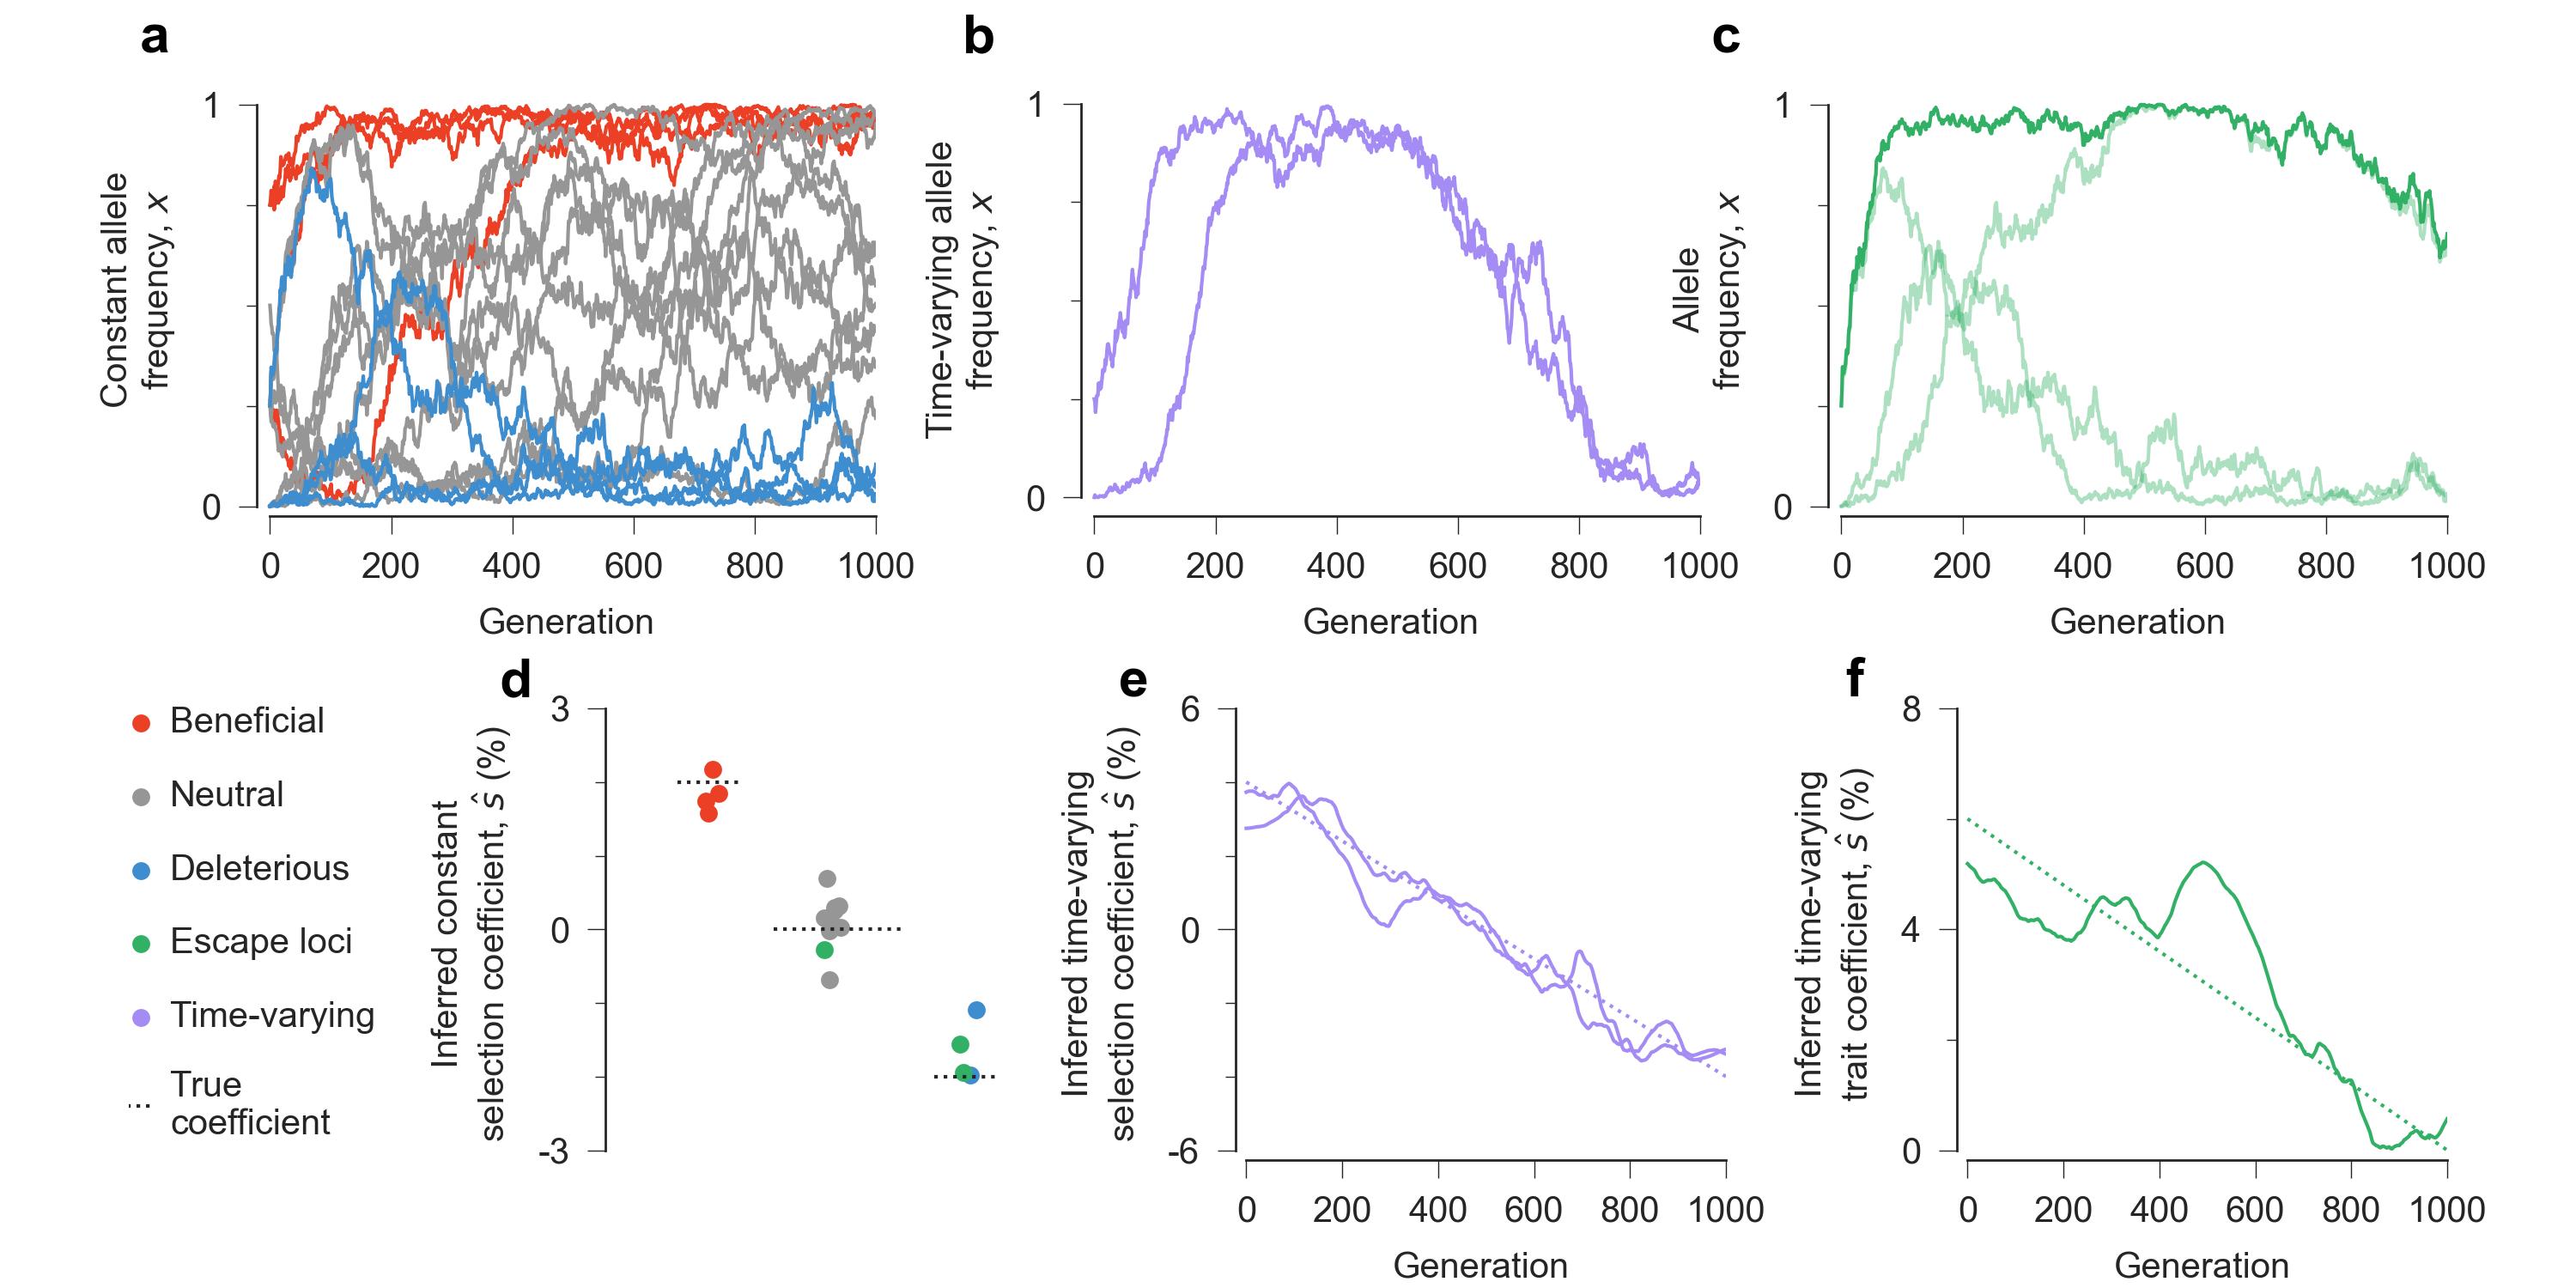 a
1
0
Constant allele
frequency, x
0 200 400 600 800 1000
Generation
b
1
0
Time-varying allele
frequency, x
0 200 400 600 800 1000
Generation
c
1
0
Allele
frequency, x
0 200 400 600 800 1000
Generation
Beneficial
Neutral
Deleterious
Escape loci
Time-varying
True
coefficient
d
3
0
-3
Inferred constant
selection coefficient, ŝ (%)
e
6
0
-6
Inferred time-varying
selection coefficient, ŝ (%)
0 200 400 600 800 1000
Generation
f
8
4
0
Inferred time-varying
trait coefficient, ŝ (%)
0 200 400 600 800 1000
Generation